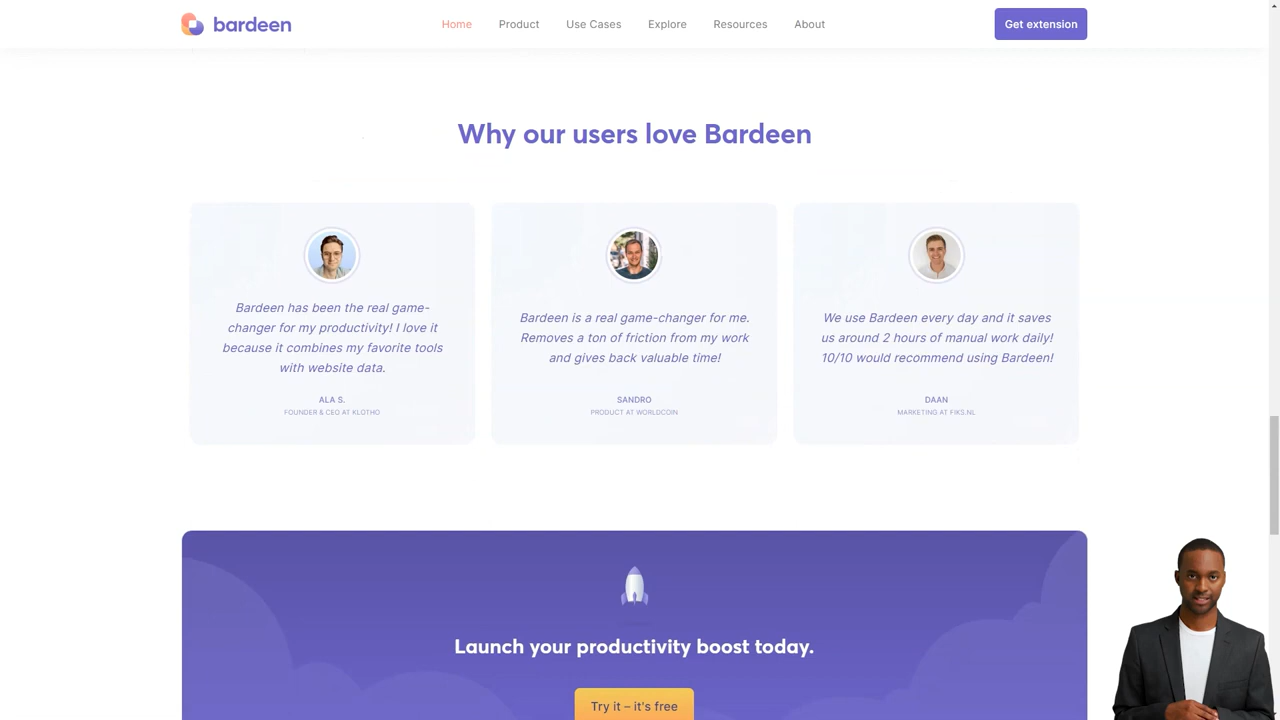 bardeen
Home
Product
Use Cases
Explore
Resources
About
Get extension
Why our users love Bardeen
Bardeen has been the real game-
changer for my productivity! I love it
because it combines my favorite tools
with website data.
ALA S.
FOUNDER & CEO AT KLOTHO
Bardeen is a real game-changer for me.
Removes a ton of friction from my work
and gives back valuable time!
SANDRO
PRODUCT AT WORLDCOIN
We use Bardeen every day and it saves
us around 2 hours of manual work daily!
10/10 would recommend using Bardeen!
DAAN
MARKETING AT FIKS.NL
Launch your productivity boost today.
Try it – it's free